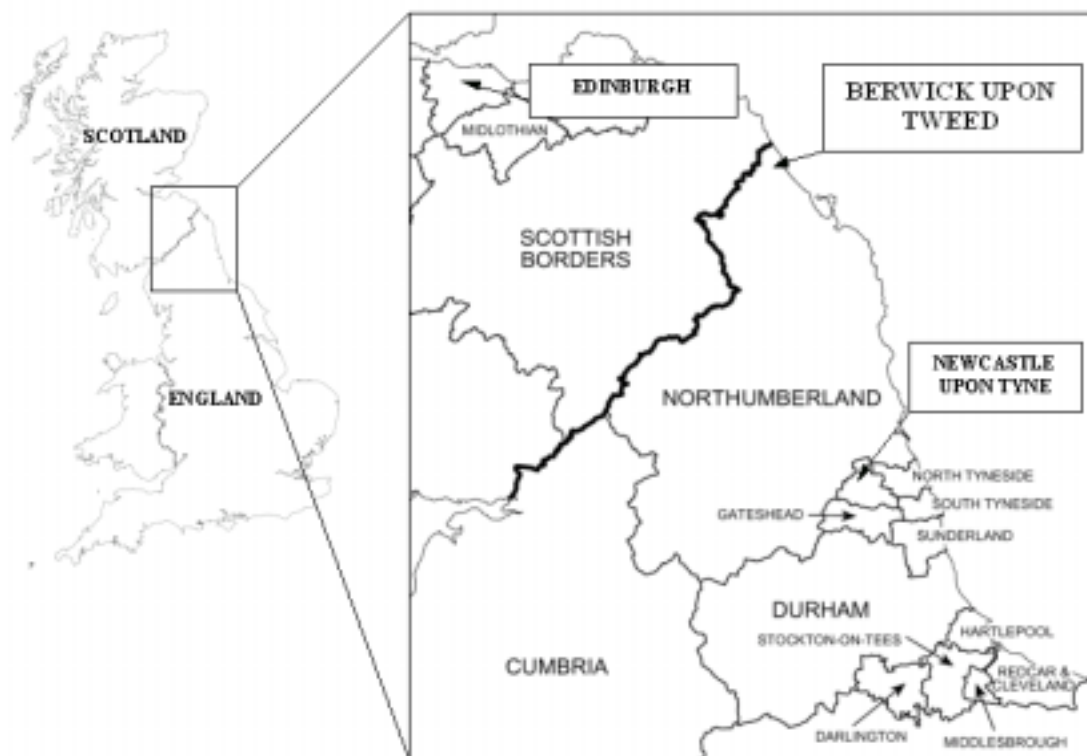 SCOTLAND
ENGLAND
EDINBURGH
BERWICK UPON
TWEED
MIDLOTHIAN
SCOTTISH
BORDERS
NEWCASTLE
UPON TYNE
NORTHUMBERLAND
NORTH TYNESIDE
SOUTH TYNESIDE
GATESHEAD
SUNDERLAND
DURHAM
HARTLEPOOL
STOCKTON-ON-TEES
CUMBRIA
REDCAR &
CLEVELAND
DARLINGTON
MIDDLESBROUGH